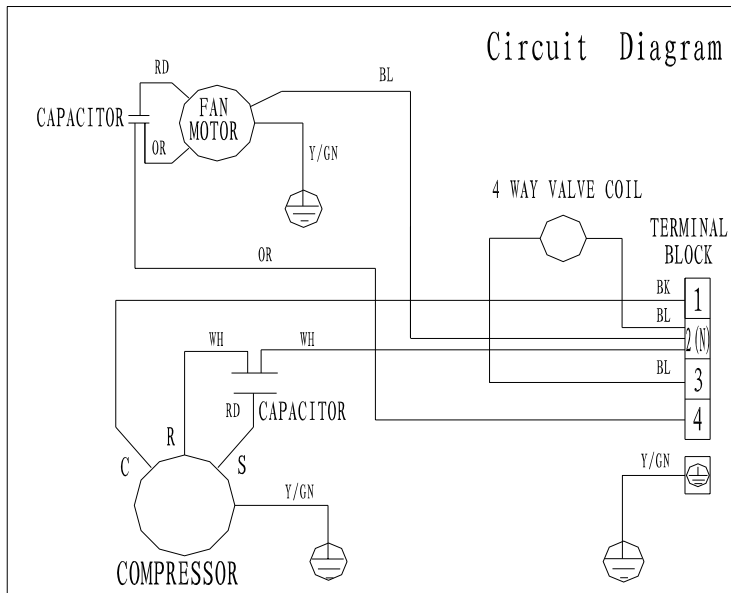 Circuit Diagram
RD
BL
CAPACITOR
FAN
MOTOR
OR
Y/GN
4 WAY VALVE COIL
TERMINAL
BLOCK
OR
BK
1
BL
2(N)
WH
WH
BL
3
RD
CAPACITOR
4
R
C
S
Y/GN
Y/GN
COMPRESSOR